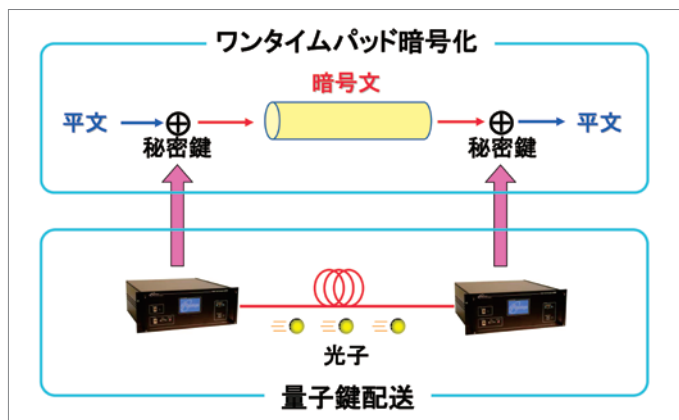 ワンタイムパッド暗号化
暗号文
平文
平文
秘密鍵
秘密鍵
光子
量子鍵配送